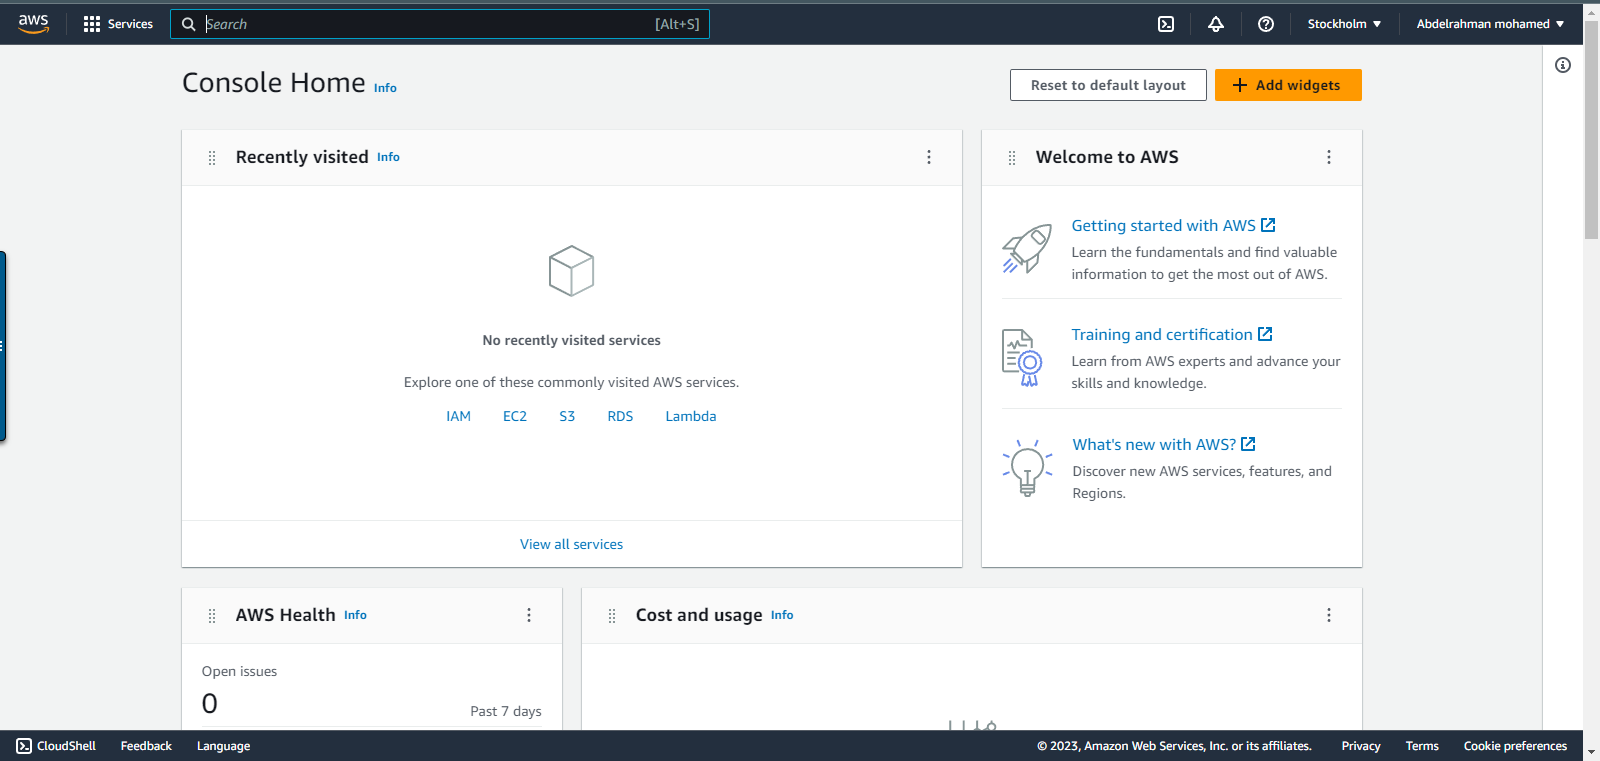 aws Services Search [Alt+S] Stockholm Abdelrahman mohamed
Console Home Info
Reset to default layout
Add widgets
Recently visited Info
No recently visited services
Explore one of these commonly visited AWS services.
IAM EC2 S3 RDS Lambda
View all services
Welcome to AWS
Getting started with AWS
Learn the fundamentals and find valuable
information to get the most out of AWS.
Training and certification
Learn from AWS experts and advance your
skills and knowledge.
What's new with AWS?
Discover new AWS services, features, and
Regions.
AWS Health Info
Open issues
0
Past 7 days
Cost and usage Info
CloudShell Feedback Language © 2023, Amazon Web Services, Inc. or its affiliates. Privacy Terms Cookie preferences